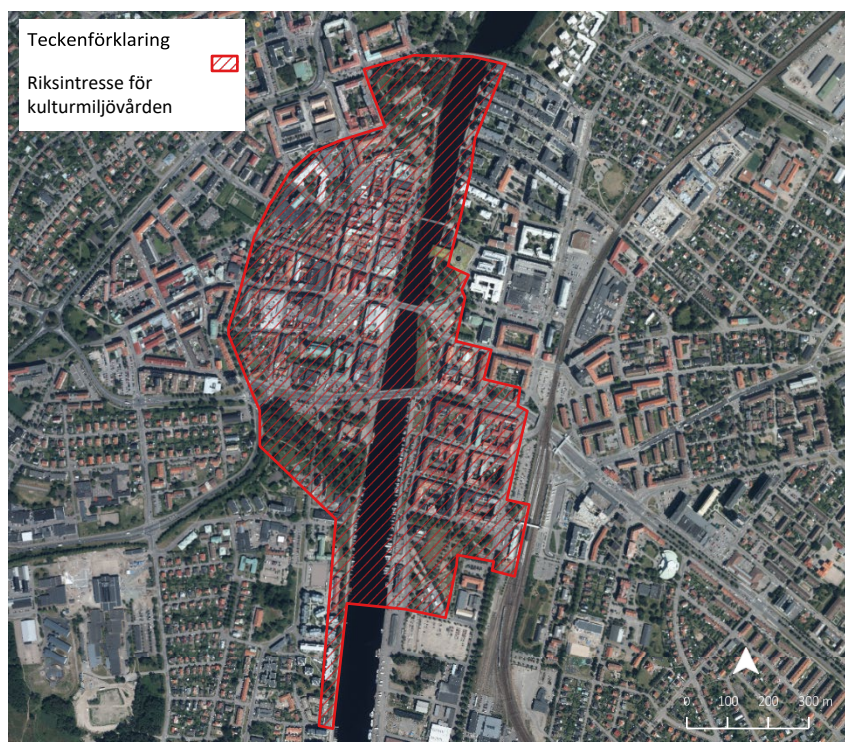 Teckenförklaring
Riksintresse för
kulturmiljövården
0 100 200 300 m